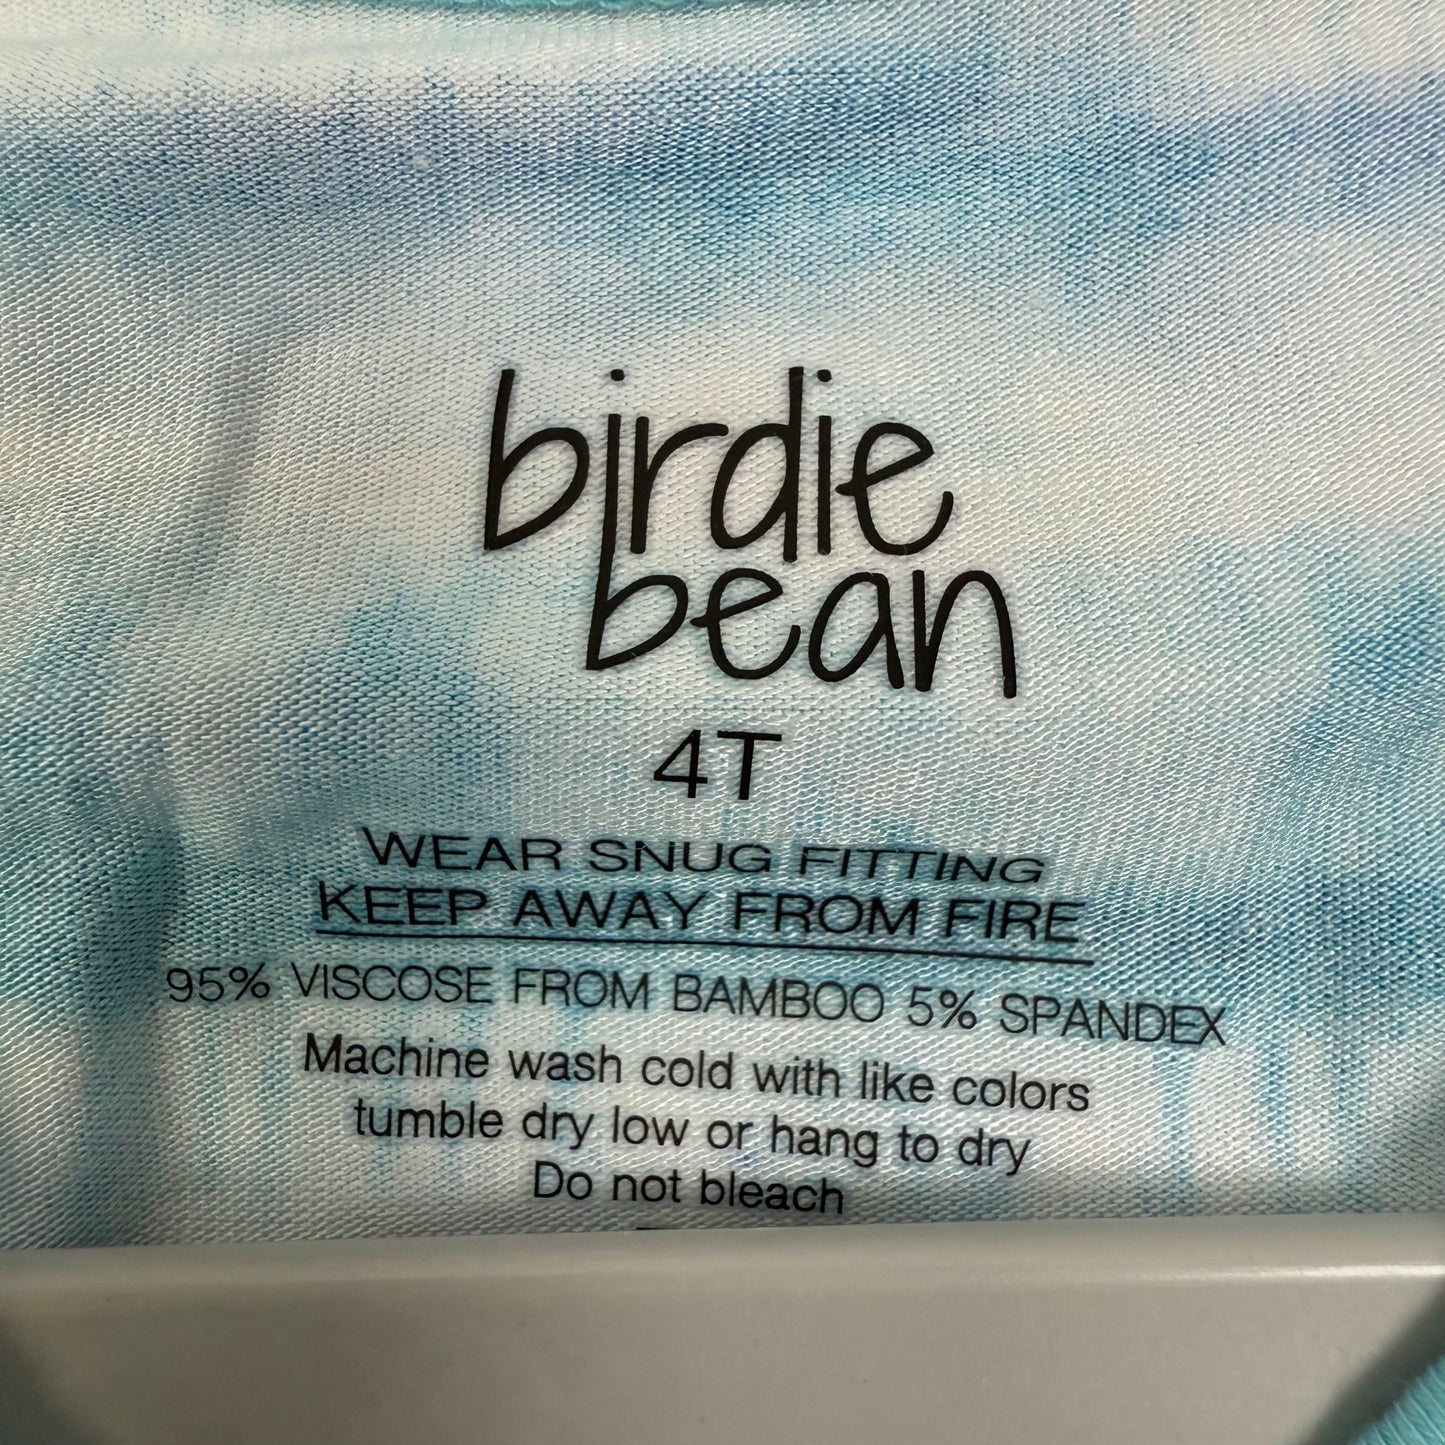 birdie
bean
4T
WEAR SNUG FITTING
KEEP AWAY FROM FIRE
95% VISCOSE FROM BAMBOO 5% SPANDEX
Machine wash cold with like colors
tumble dry low or hang to dry
Do not bleach